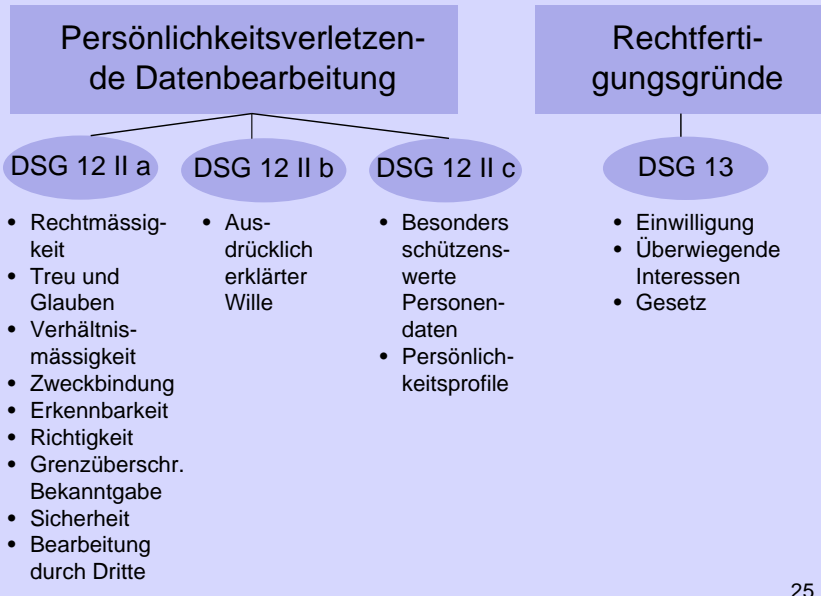 Persönlichkeitsverletzen-
de Datenbearbeitung
DSG 12 II a
• Rechtmässig-
keit
• Treu und
Glauben
• Verhältnis-
mässigkeit
• Zweckbindung
• Erkennbarkeit
• Richtigkeit
• Grenzüberschr.
Bekanntgabe
• Sicherheit
• Bearbeitung
durch Dritte
DSG 12 II b
• Aus-
drücklich
erklärter
Wille
DSG 12 II c
• Besonders
schützens-
werte
Personen-
daten
• Persönlich-
keitsprofile
Rechtferti-
gungsgründe
DSG 13
• Einwilligung
• Überwiegende
Interessen
• Gesetz
25